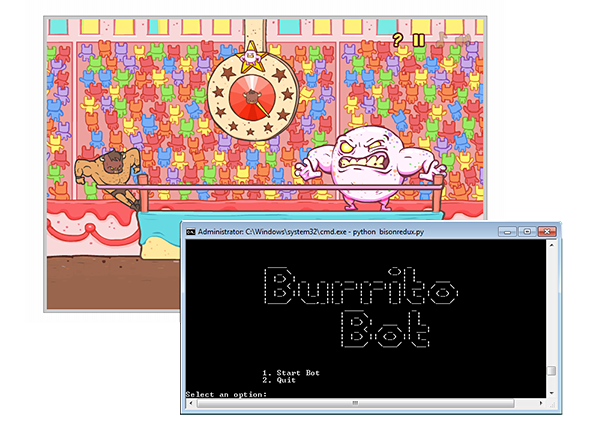 ?
Administrator: C:\Windows\system32\cmd.exe - python bisonredux.py
Burrito
Bot
1. Start Bot
2. Quit
Select an option: